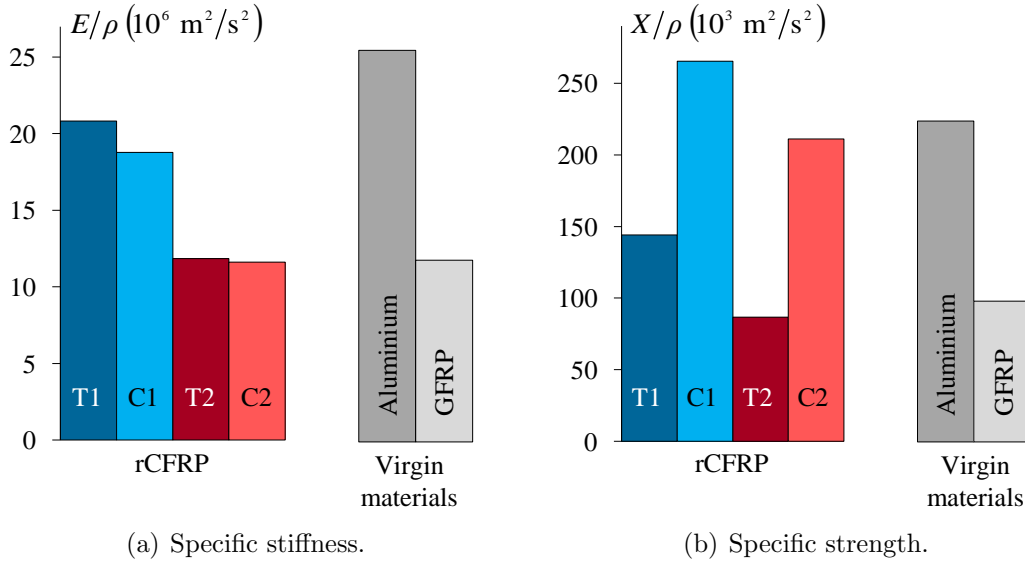 E/ρ (10⁶ m²/s²)
25
20
15
10
5
0
T1 C1 T2 C2
Aluminium
GFRP
rCFRP
Virgin
materials
(a) Specific stiffness.
X/ρ (10³ m²/s²)
250
200
150
100
50
0
T1 C1 T2 C2
Aluminium
GFRP
rCFRP
Virgin
materials
(b) Specific strength.